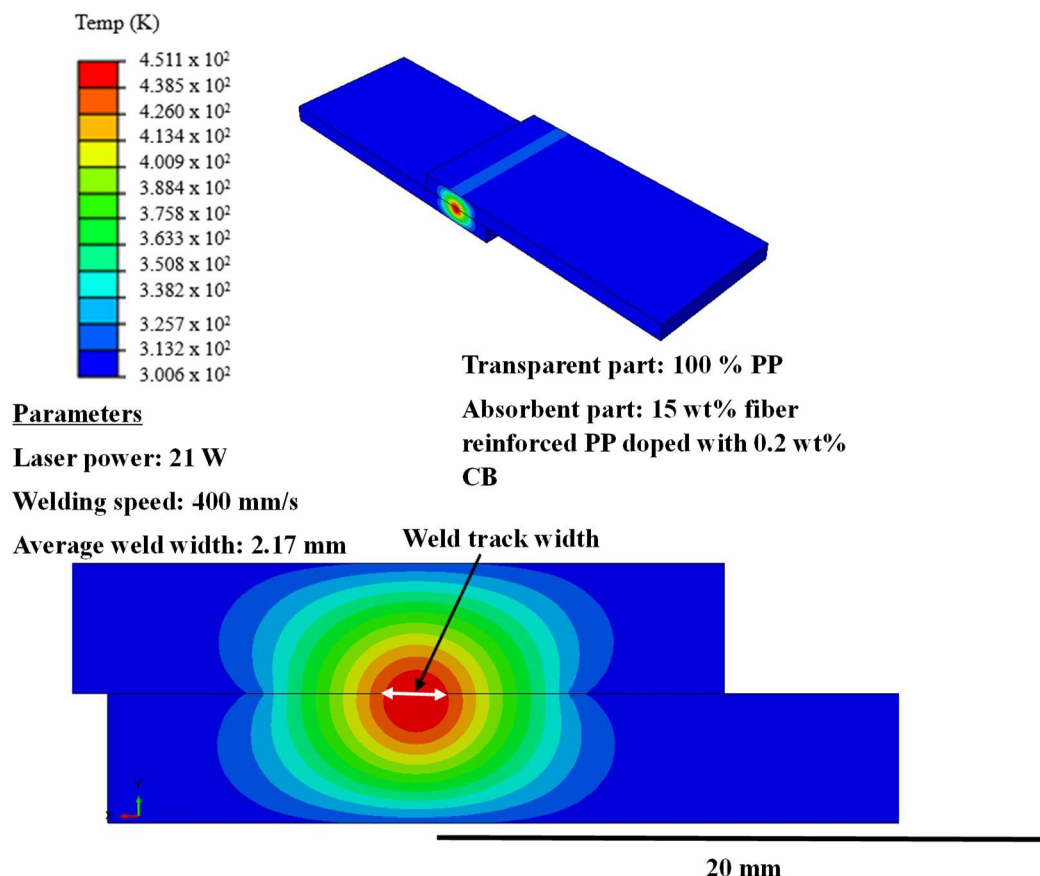 Temp (K)
4.511 x 10²
4.385 x 10²
4.260 x 10²
4.134 x 10²
4.009 x 10²
3.884 x 10²
3.758 x 10²
3.633 x 10²
3.508 x 10²
3.382 x 10²
3.257 x 10²
3.132 x 10²
3.006 x 10²
Transparent part: 100 % PP
Absorbent part: 15 wt% fiber
reinforced PP doped with 0.2 wt%
CB
Parameters
Laser power: 21 W
Welding speed: 400 mm/s
Average weld width: 2.17 mm
Weld track width
Y
20 mm